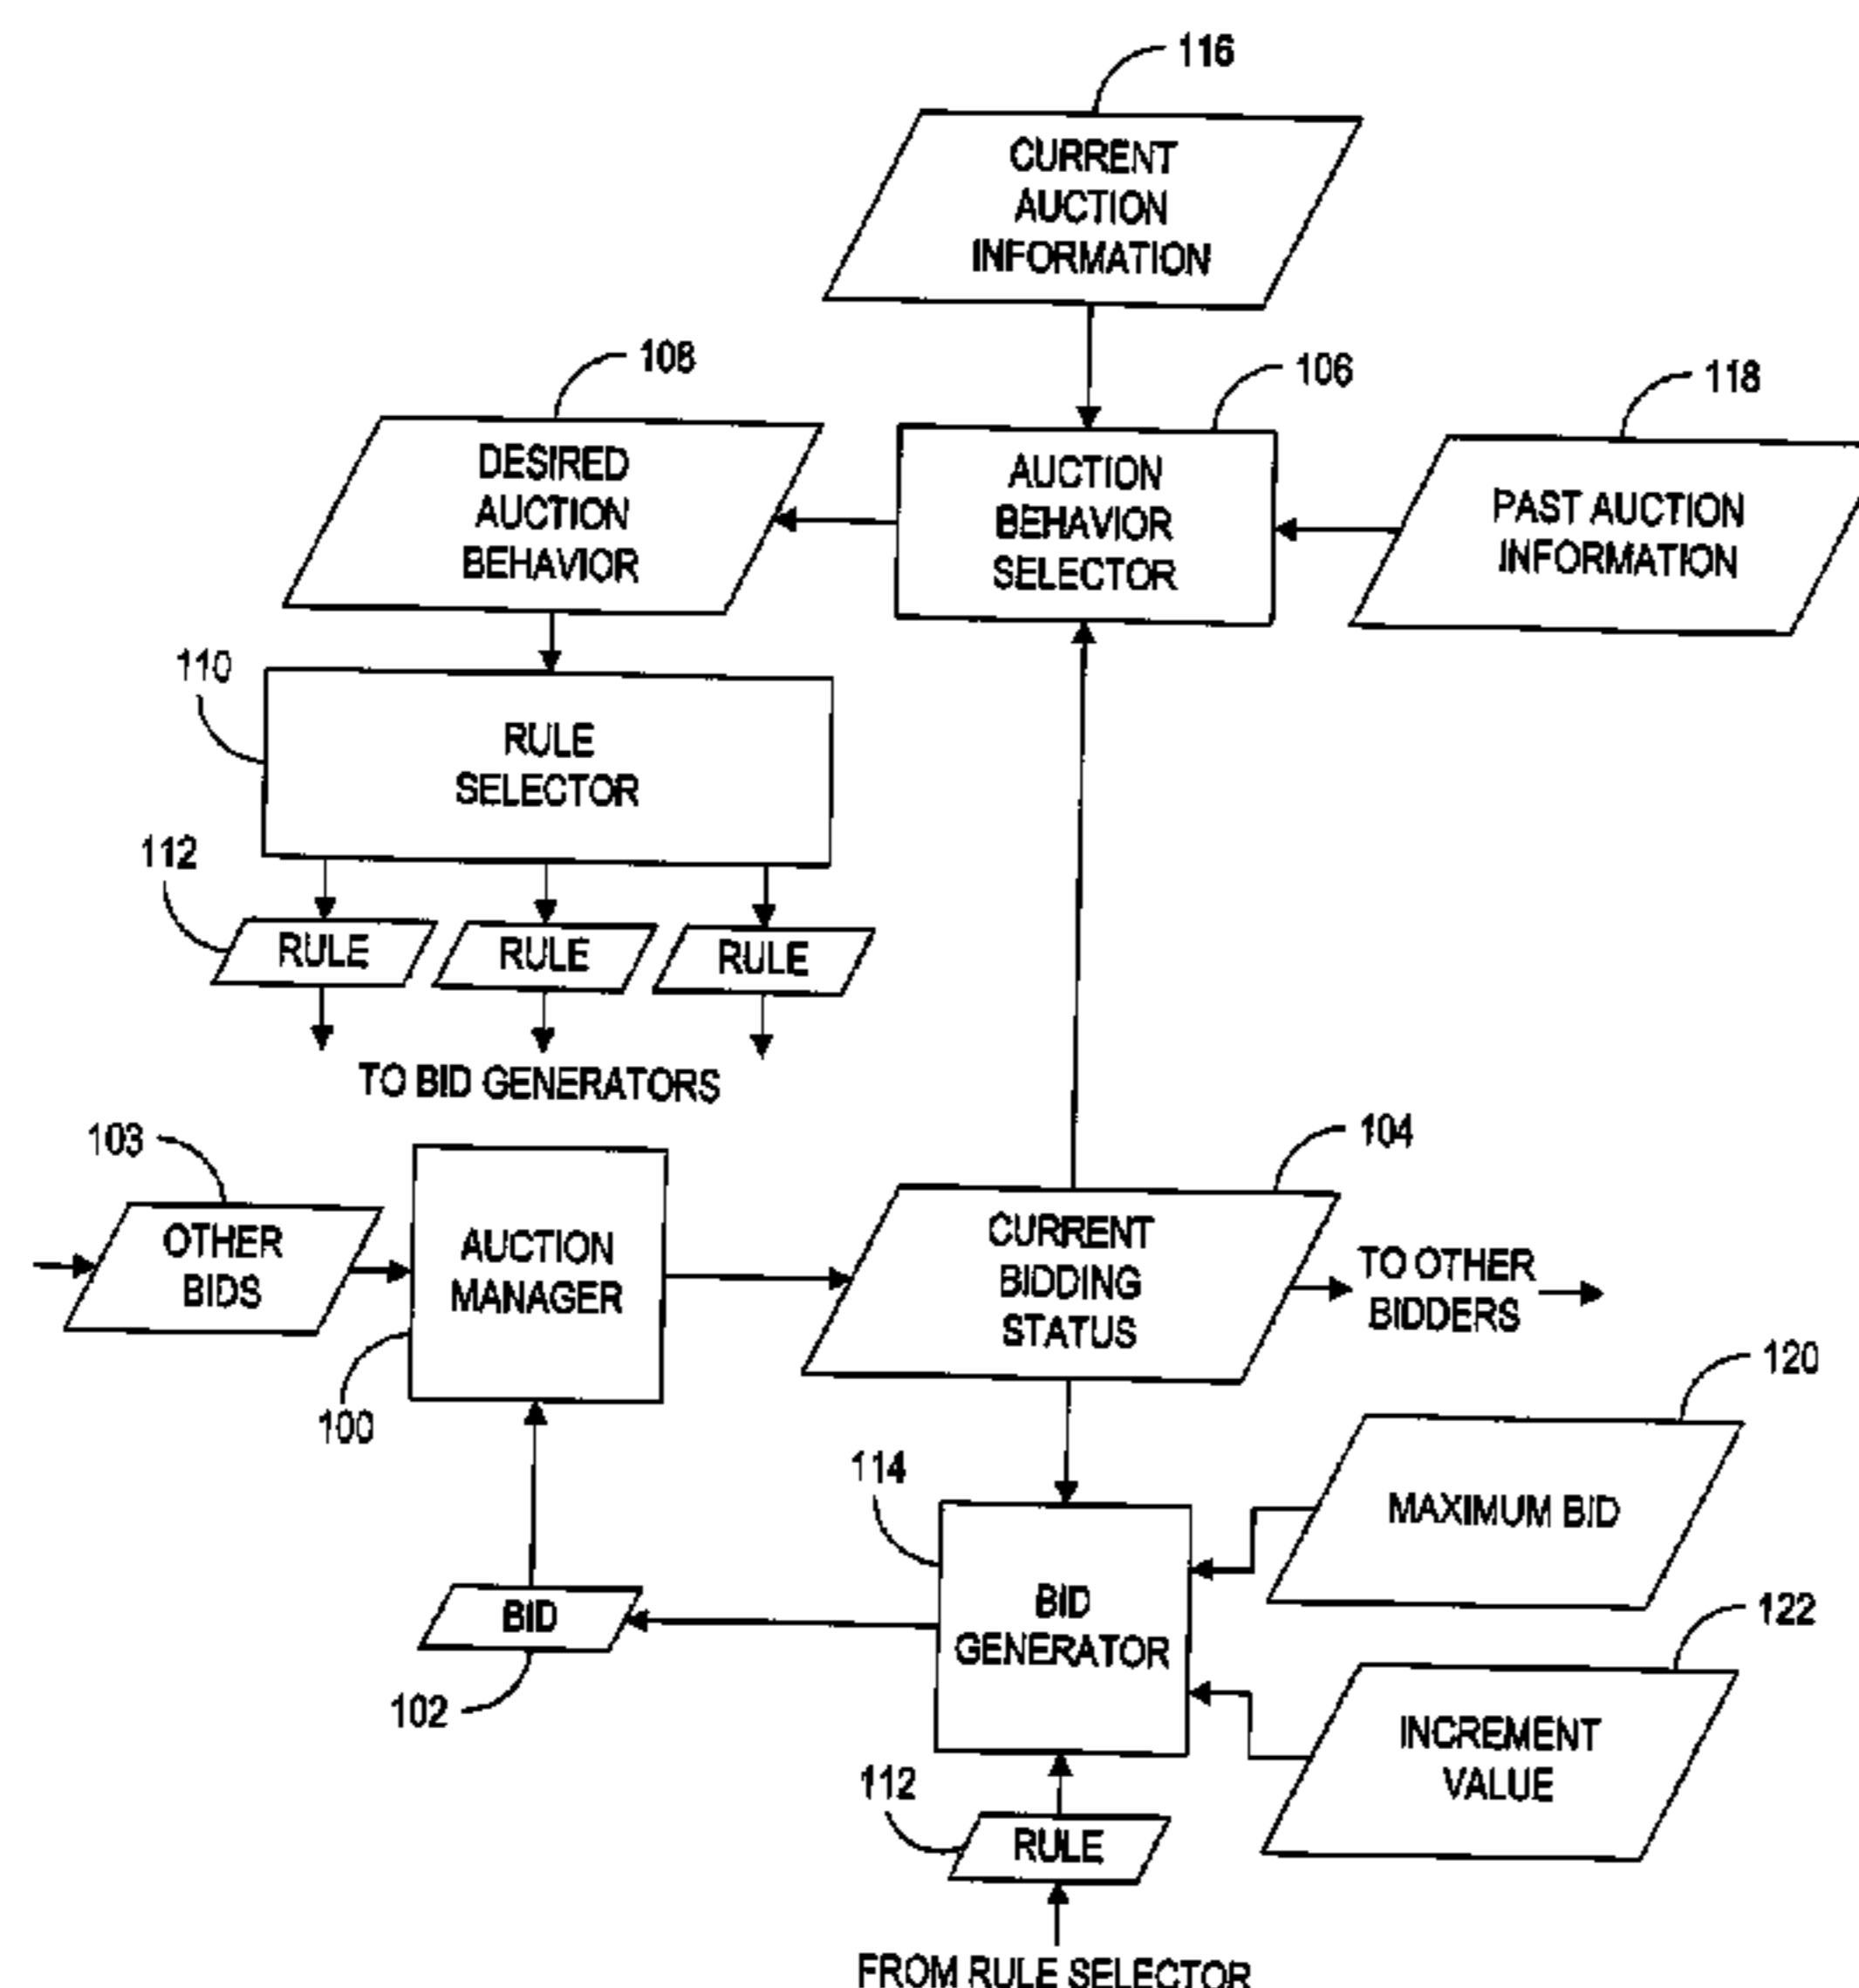 116
CURRENT
AUCTION
INFORMATION
108
106
118
DESIRED
AUCTION
BEHAVIOR
AUCTION
BEHAVIOR
SELECTOR
PAST AUCTION
INFORMATION
110
RULE
SELECTOR
112
RULE
RULE
RULE
TO BID GENERATORS
103
104
OTHER
BIDS
AUCTION
MANAGER
CURRENT
BIDDING
STATUS
TO OTHER
BIDDERS
100
120
114
MAXIMUM BID
BID
BID
GENERATOR
122
102
INCREMENT
VALUE
112
RULE
FROM RULE SELECTOR